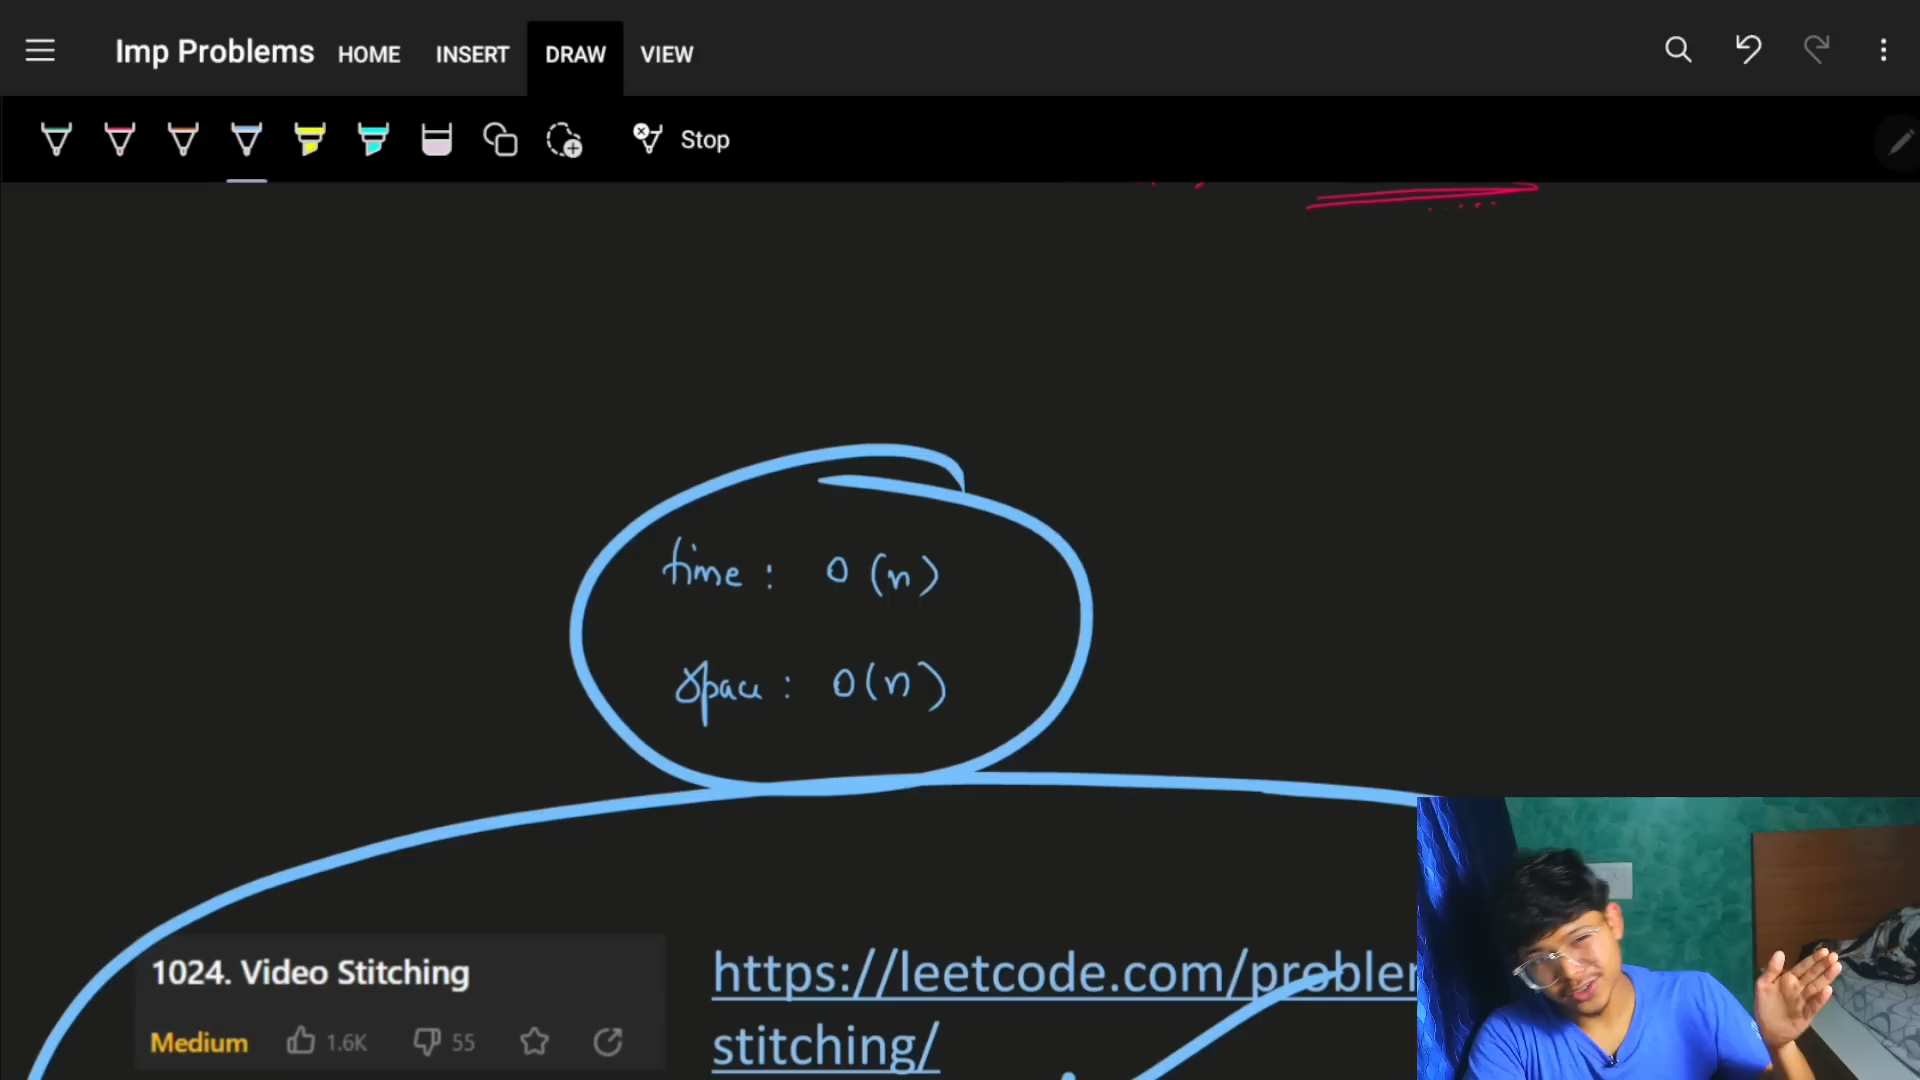 Imp Problems HOME INSERT DRAW VIEW
Stop
time : O(n)
space : O(n)
1024. Video Stitching
Medium 1.6K 55
https://leetcode.com/problem
stitching/